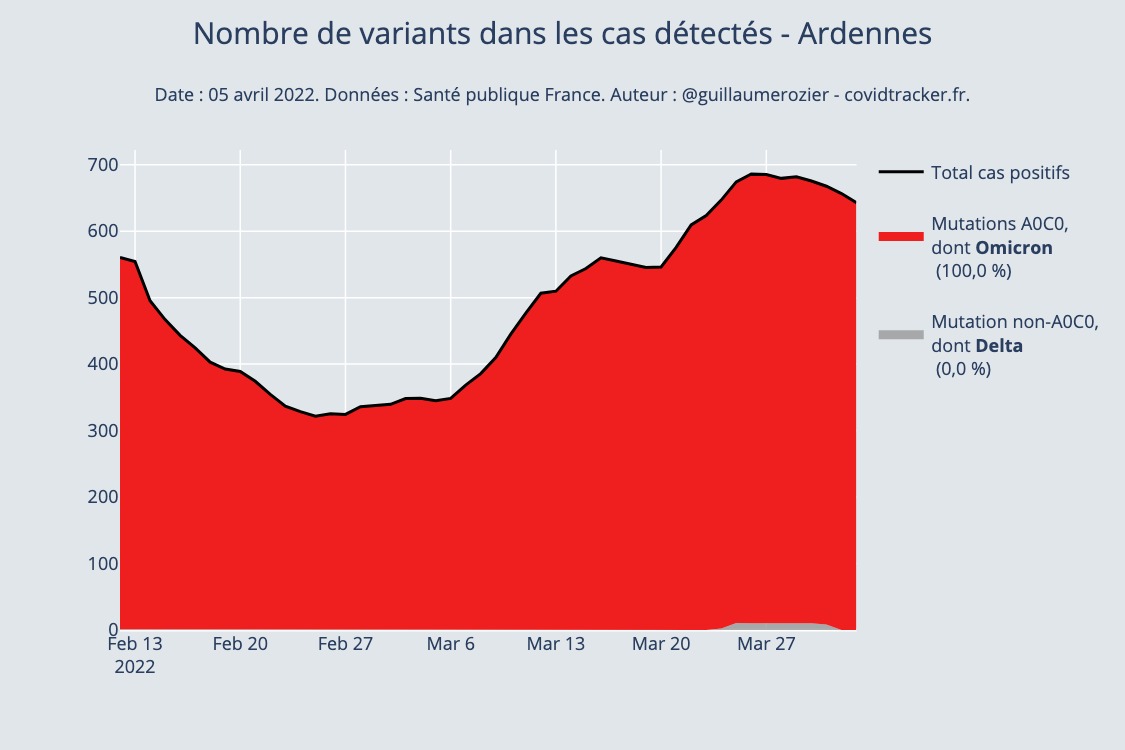 Nombre de variants dans les cas détectés - Ardennes
Date : 05 avril 2022. Données : Santé publique France. Auteur : @guillaumerozier - covidtracker.fr.
700
600
500
400
300
200
100
0
Feb 13
2022
Feb 20
Feb 27
Mar 6
Mar 13
Mar 20
Mar 27
Total cas positifs
Mutations A0C0,
dont Omicron
(100,0 %)
Mutation non-A0C0,
dont Delta
(0,0 %)